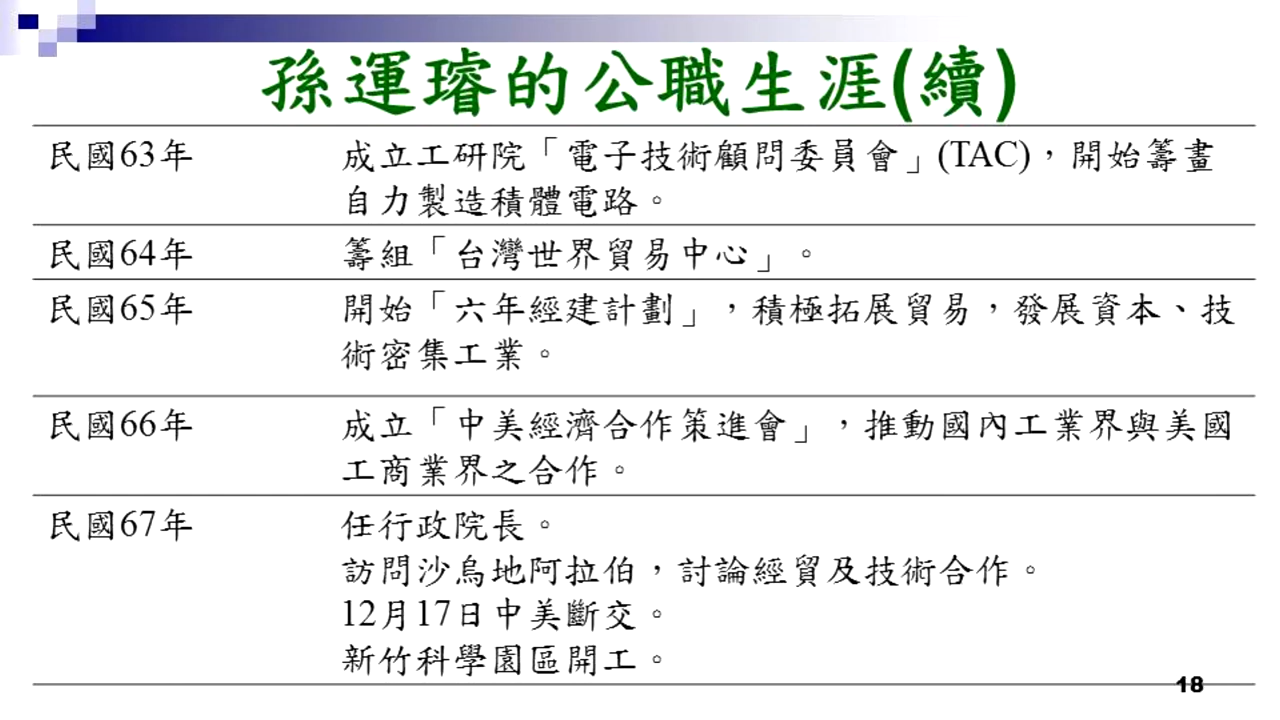 孫運璿的公職生涯(續)
民國63年 成立工研院「電子技術顧問委員會」(TAC)，開始籌畫
自力製造積體電路。
民國64年 籌組「台灣世界貿易中心」。
民國65年 開始「六年經建計劃」，積極拓展貿易，發展資本、技
術密集工業。
民國66年 成立「中美經濟合作策進會」，推動國內工業界與美國
工商業界之合作。
民國67年 任行政院長。
訪問沙烏地阿拉伯，討論經貿及技術合作。
12月17日中美斷交。
新竹科學園區開工。
18